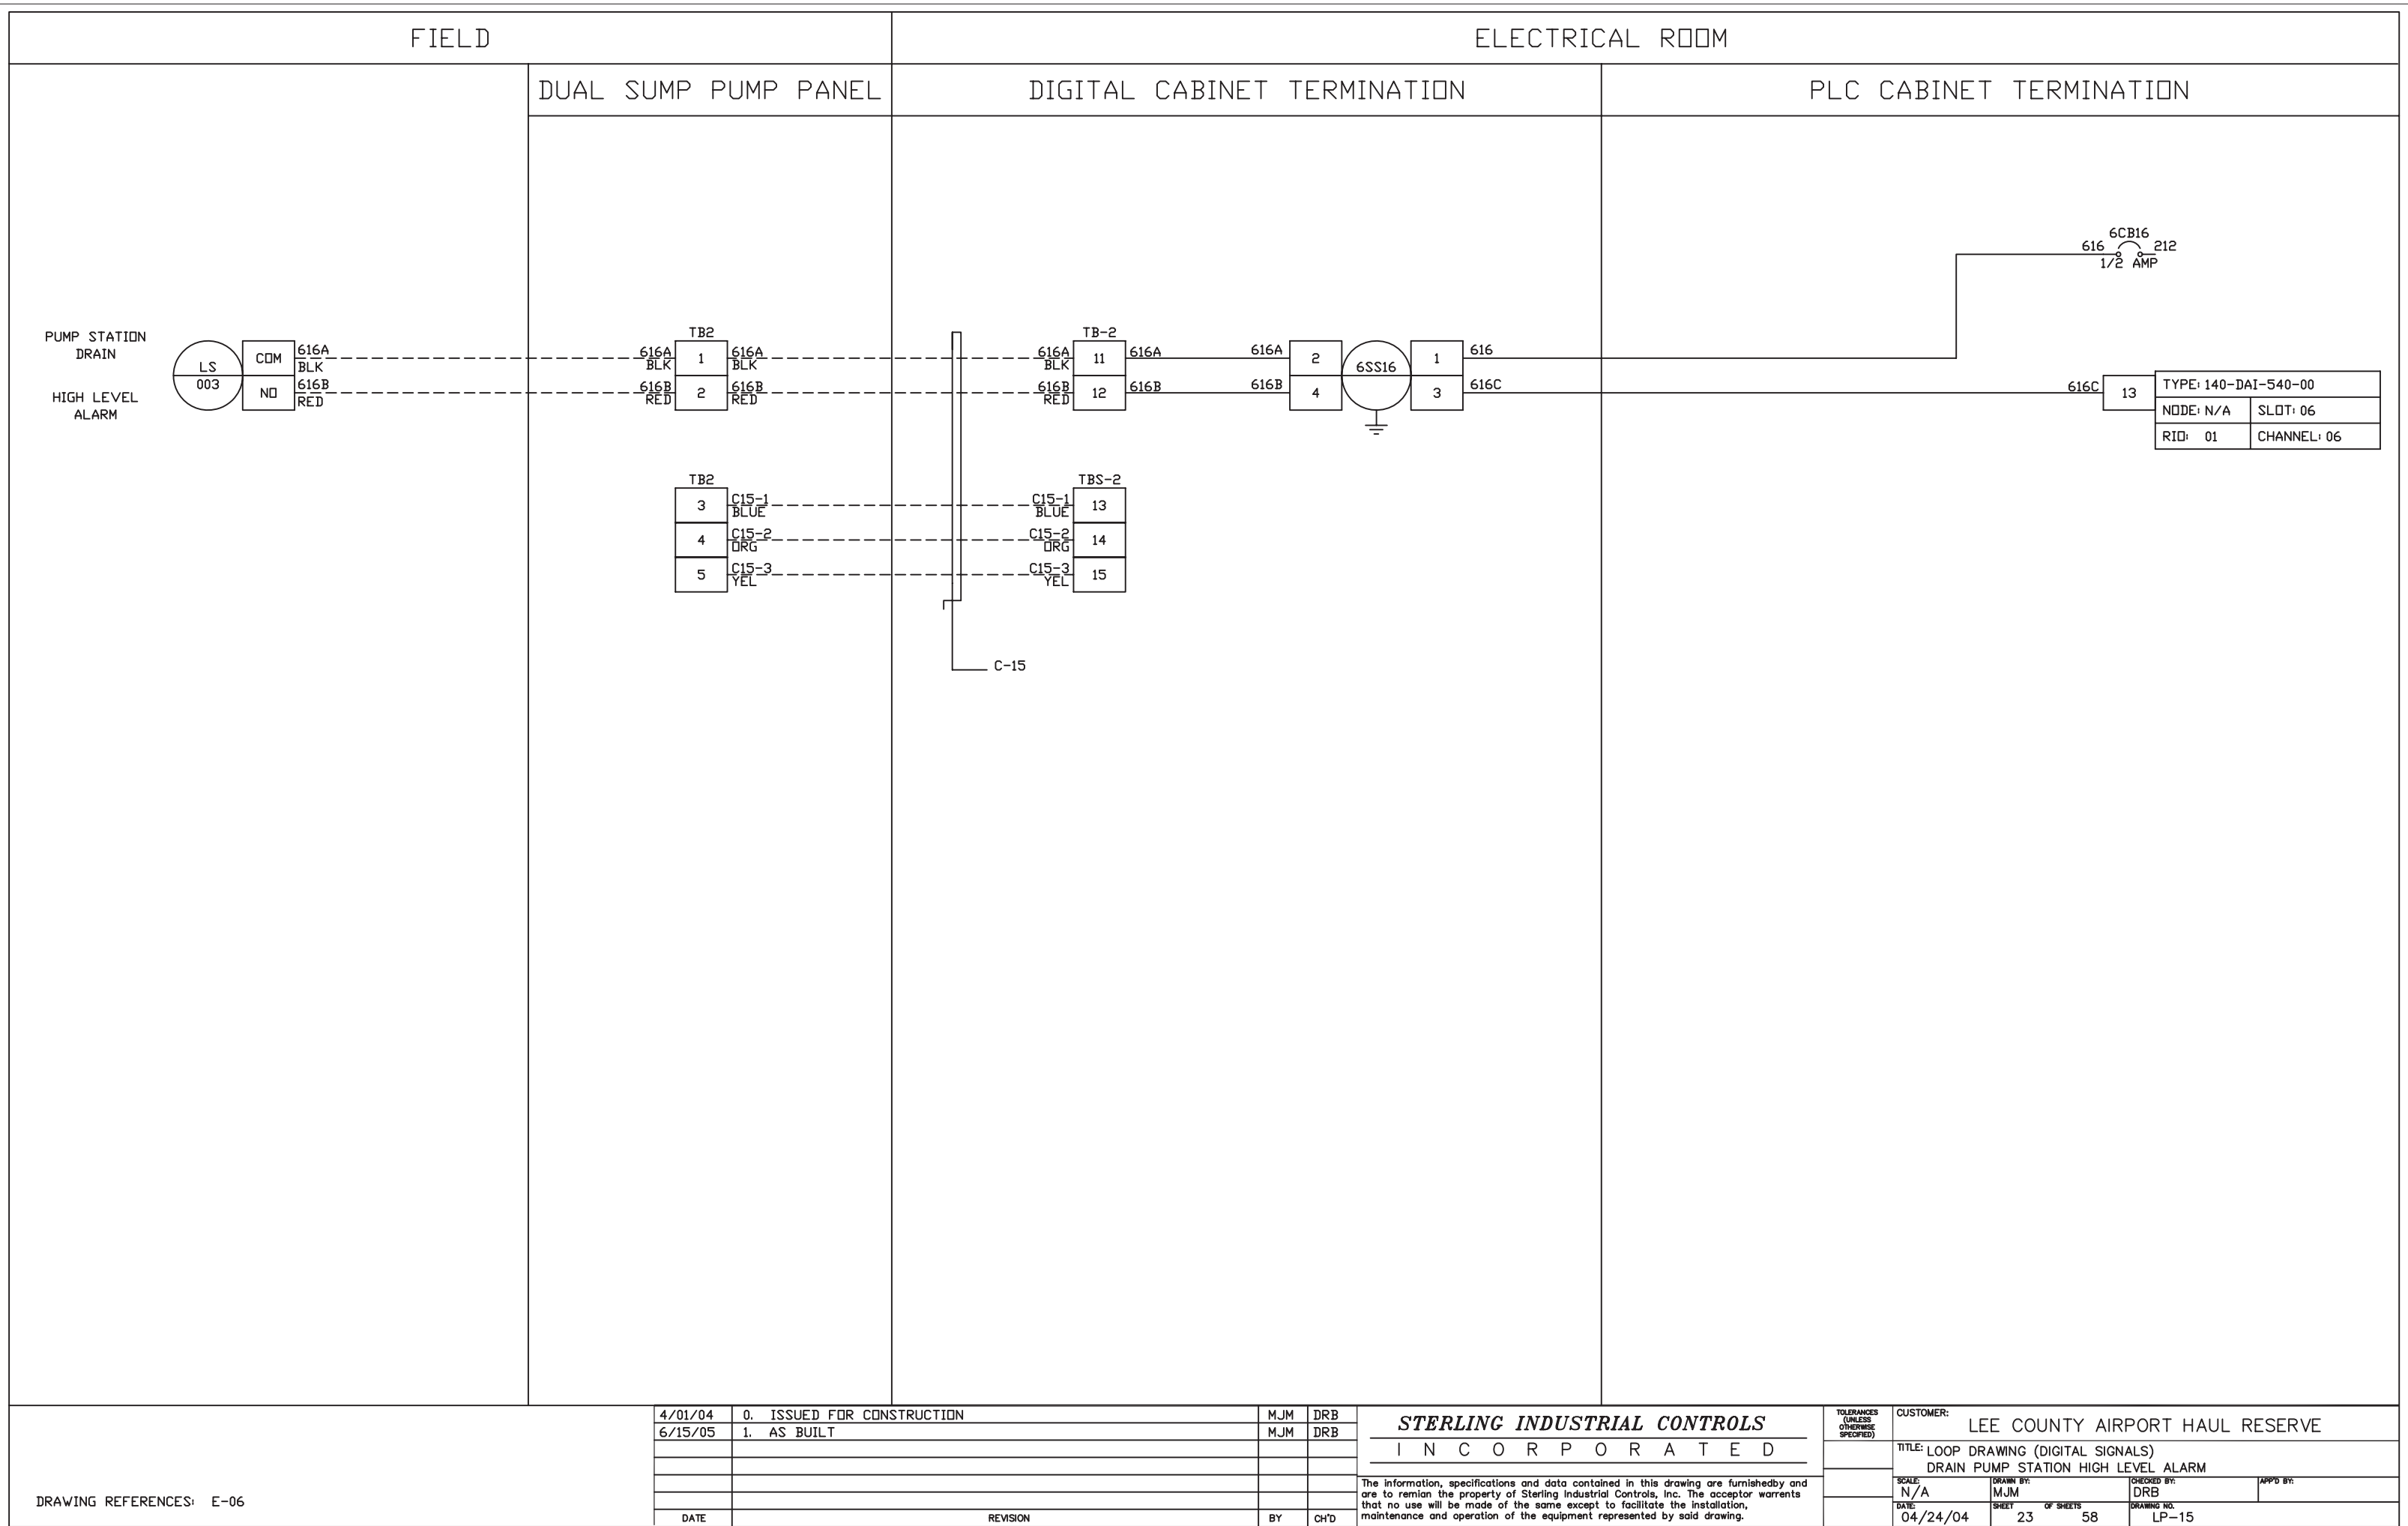 FIELD
ELECTRICAL ROOM
DUAL SUMP PUMP PANEL
DIGITAL CABINET TERMINATION
PLC CABINET TERMINATION
6CB16
616
212
1/2 AMP
PUMP STATION
DRAIN
HIGH LEVEL
ALARM
LS
003
COM
NO
616A
BLK
616B
RED
TB2
616A
BLK
1
616A
BLK
616B
RED
2
616B
RED
TB-2
616A
BLK
11
616A
616A
2
616B
RED
12
616B
616B
4
6SS16
1
616
3
616C
616C
13
TYPE: 140-DAI-540-00
NODE: N/A
SLOT: 06
RIO: 01
CHANNEL: 06
TB2
3
C15-1
BLUE
4
C15-2
ORG
5
C15-3
YEL
TBS-2
C15-1
BLUE
13
C15-2
ORG
14
C15-3
YEL
15
C-15
DRAWING REFERENCES: E-06
4/01/04
0. ISSUED FOR CONSTRUCTION
MJM
DRB
6/15/05
1. AS BUILT
MJM
DRB
DATE
REVISION
BY
CH'D
STERLING INDUSTRIAL CONTROLS
INCORPORATED
The information, specifications and data contained in this drawing are furnishedby and
are to remian the property of Sterling Industrial Controls, Inc. The acceptor warrents
that no use will be made of the same except to facilitate the installation,
maintenance and operation of the equipment represented by said drawing.
TOLERANCES
(UNLESS
OTHERWISE
SPECIFIED)
CUSTOMER:
LEE COUNTY AIRPORT HAUL RESERVE
TITLE: LOOP DRAWING (DIGITAL SIGNALS)
DRAIN PUMP STATION HIGH LEVEL ALARM
SCALE:
N/A
DRAWN BY:
MJM
CHECKED BY:
DRB
APP'D BY:
DATE:
04/24/04
SHEET
23
OF SHEETS
58
DRAWING NO.
LP-15